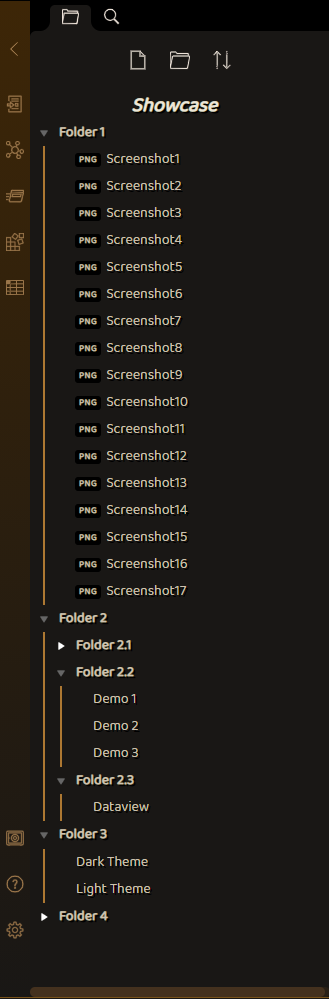 Showcase
Folder 1
PNG Screenshot1
PNG Screenshot2
PNG Screenshot3
PNG Screenshot4
PNG Screenshot5
PNG Screenshot6
PNG Screenshot7
PNG Screenshot8
PNG Screenshot9
PNG Screenshot10
PNG Screenshot11
PNG Screenshot12
PNG Screenshot13
PNG Screenshot14
PNG Screenshot15
PNG Screenshot16
PNG Screenshot17
Folder 2
Folder 2.1
Folder 2.2
Demo 1
Demo 2
Demo 3
Folder 2.3
Dataview
Folder 3
Dark Theme
Light Theme
Folder 4